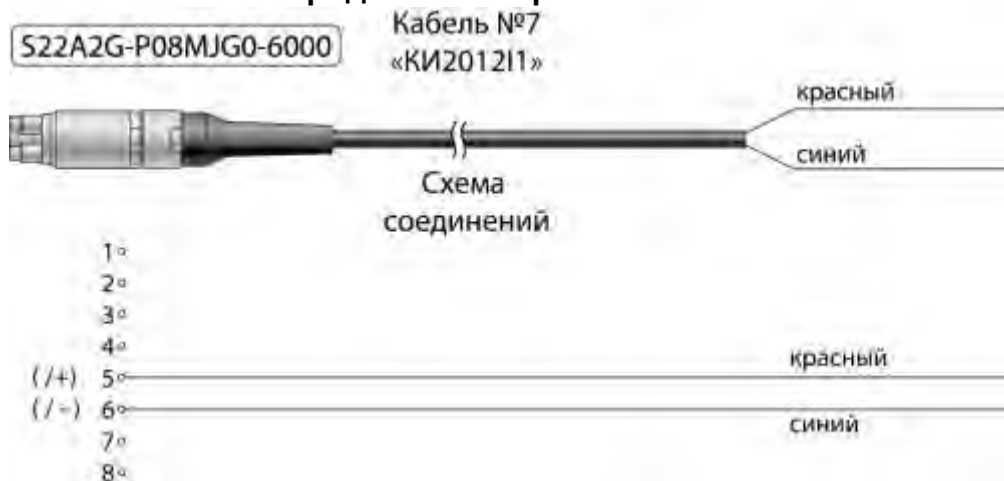 S22A2G-P08MJG0-6000
Кабель №7
«КИ2012I1»
красный
синий
Схема
соединений
1
2
3
4
красный
(/+) 5
(/-) 6
синий
7
8